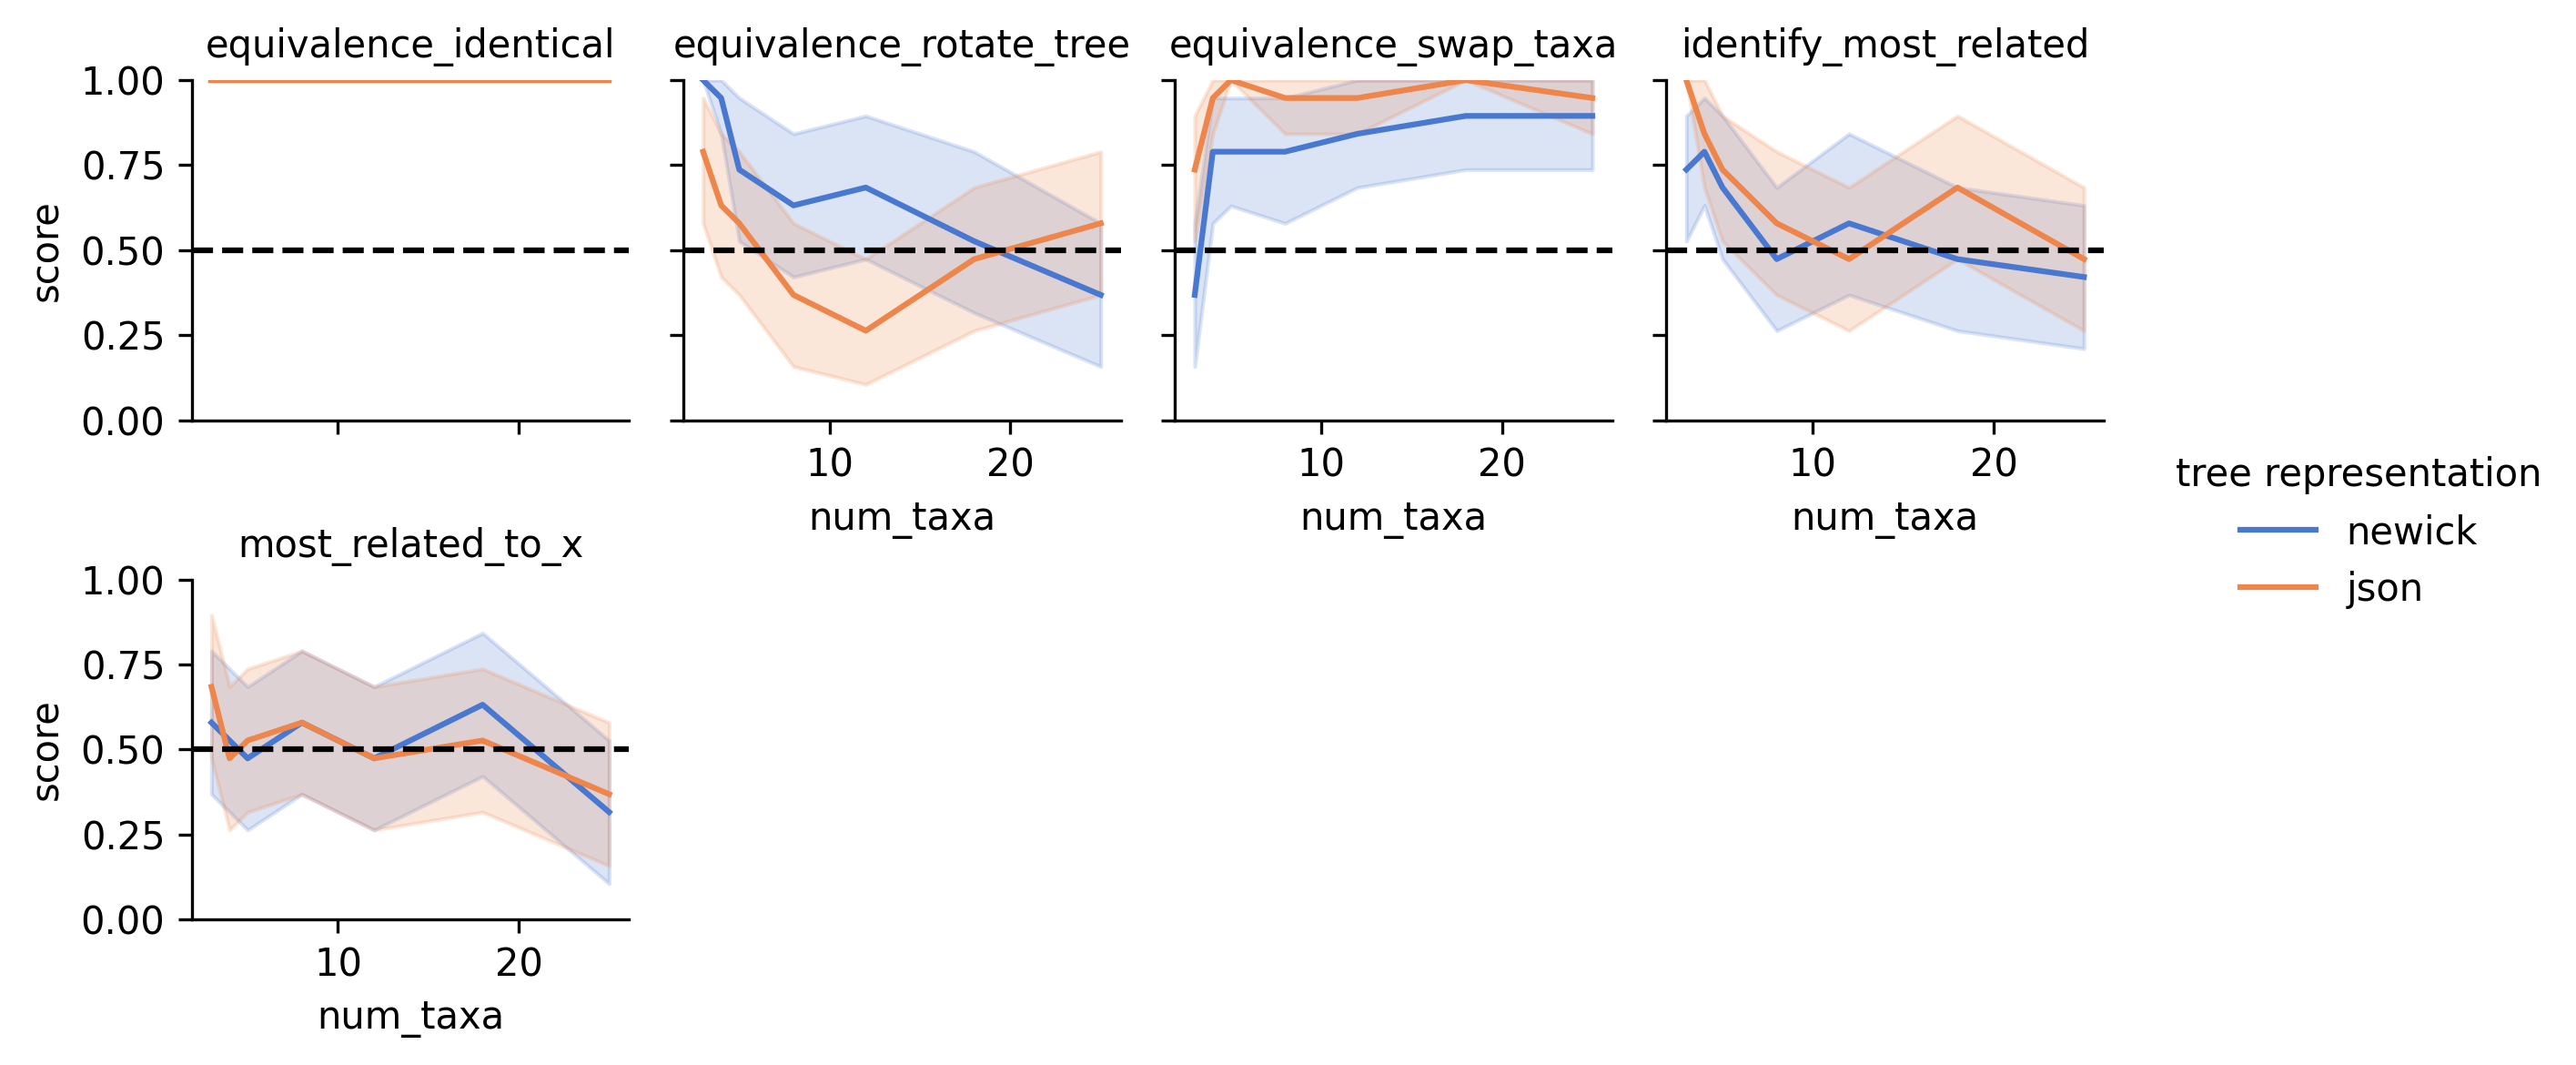 equivalence_identical
equivalence_rotate_tree
equivalence_swap_taxa
identify_most_related
score
1.00
0.75
0.50
0.25
0.00
10
20
10
20
10
20
num_taxa
num_taxa
num_taxa
tree representation
newick
json
most_related_to_x
score
1.00
0.75
0.50
0.25
0.00
10
20
num_taxa